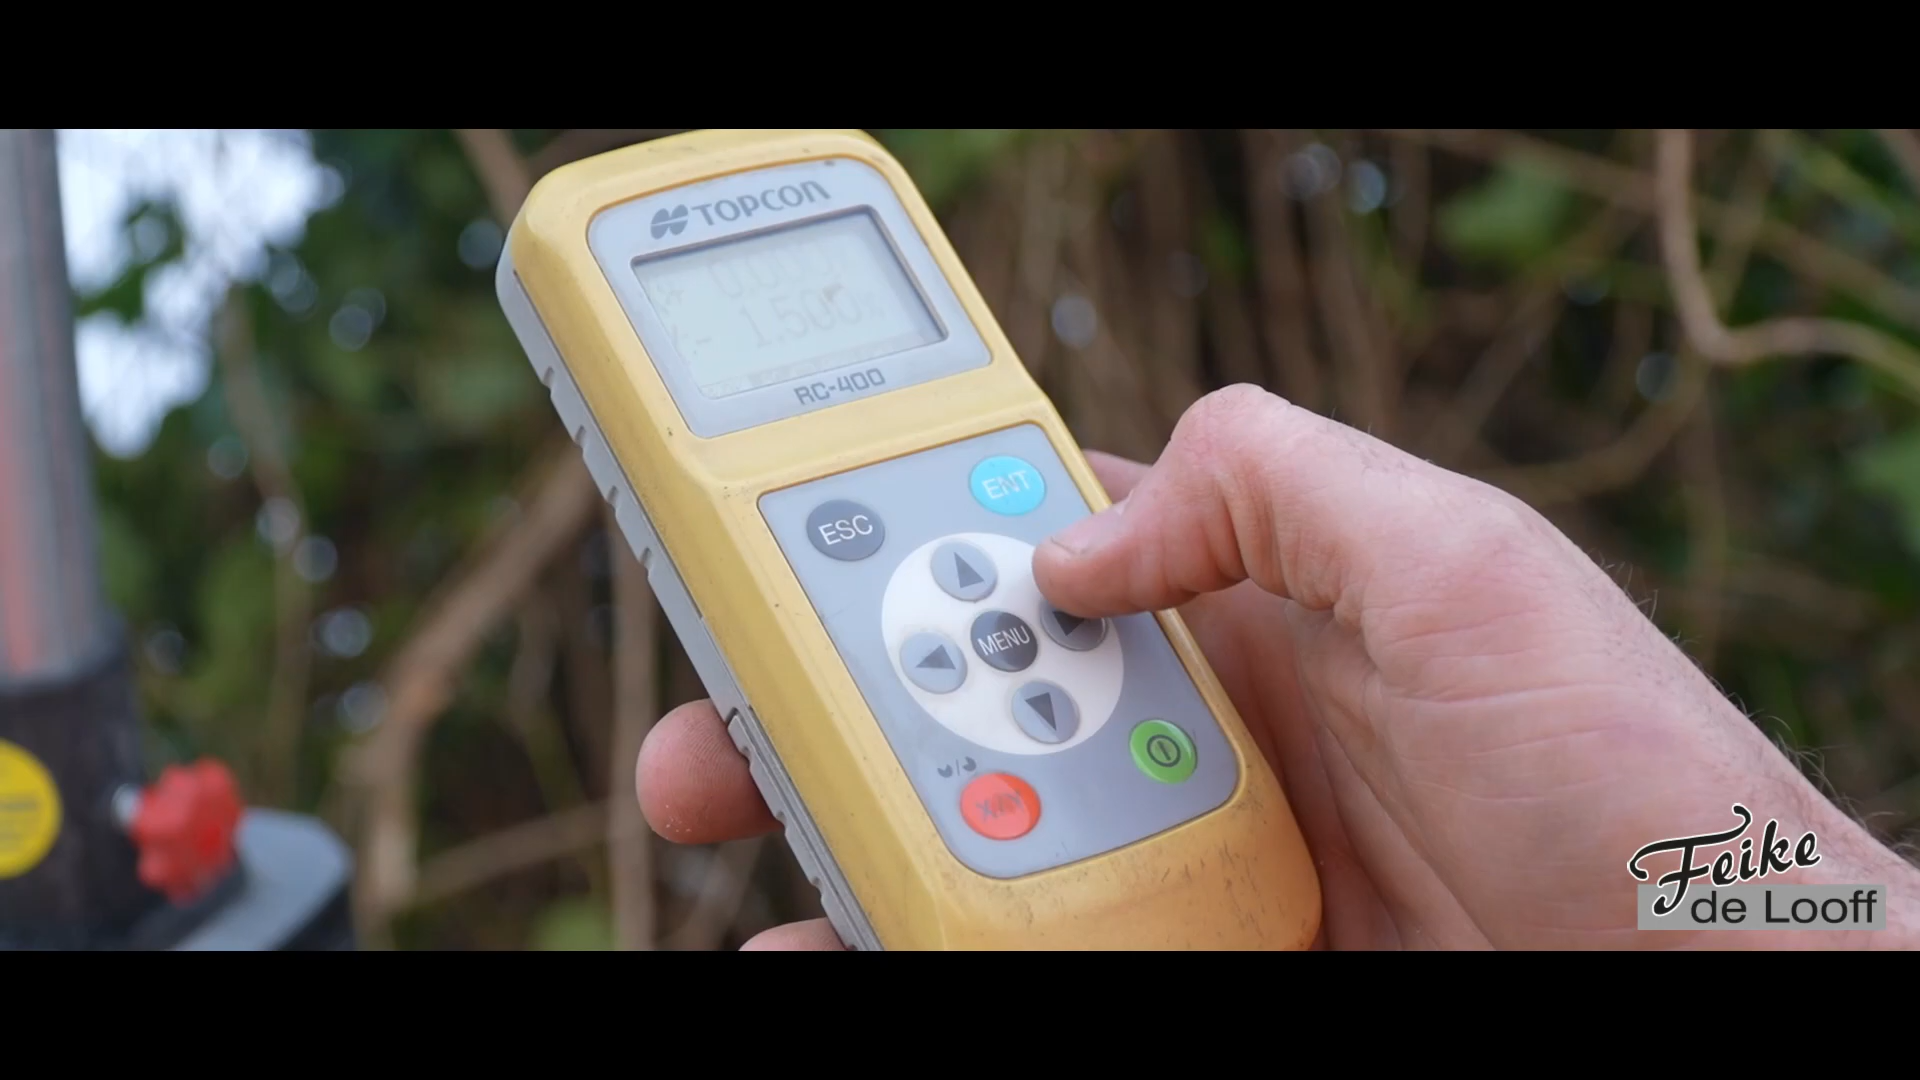 TOPCON
0.000%
- 1.500%
RC-400
ENT
ESC
MENU
X/Y
Feike
de Looff